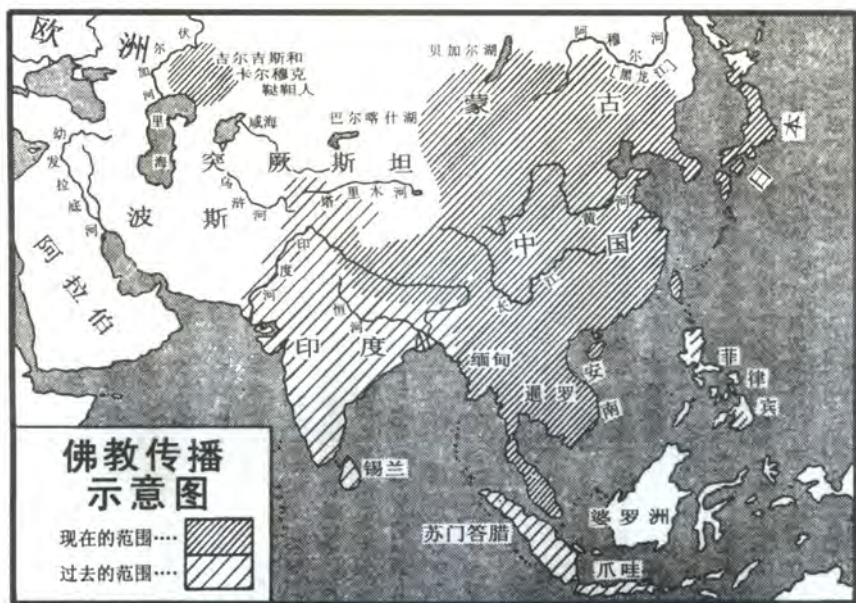 欧洲
伏尔加河
吉尔吉斯和
卡尔穆克
鞑靼人
贝加尔湖
阿穆尔河
[黑龙江]
蒙古
日本
里海
咸海
巴尔喀什湖
突厥斯坦
乌浒河
塔里木河
幼发拉底河
波斯
阿拉伯
黄河
中国
长江
印度河
恒河
印度
缅甸
暹罗
安南
菲律宾
锡兰
苏门答腊
婆罗洲
爪哇
佛教传播
示意图
现在的范围····
过去的范围····